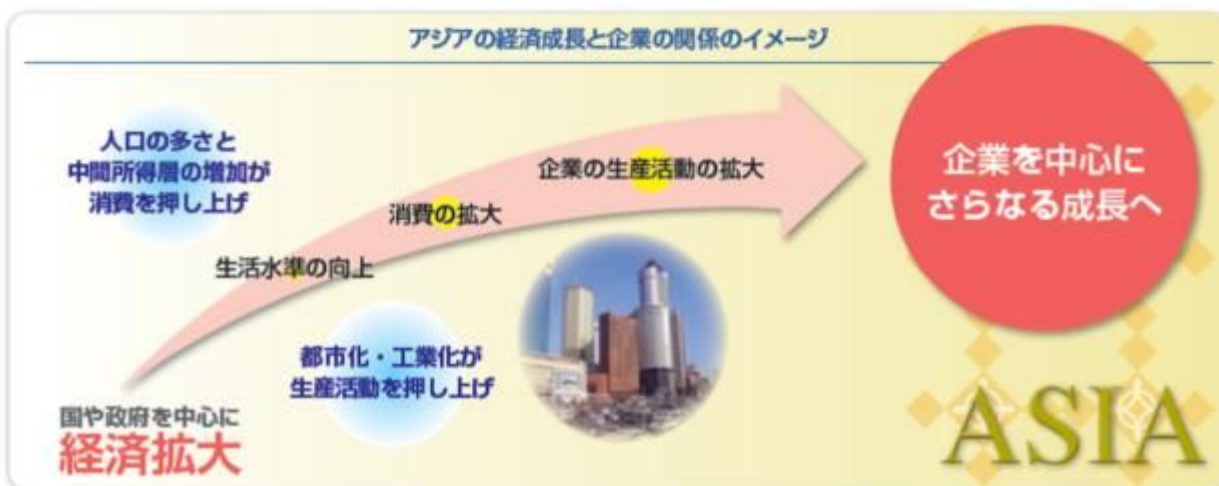 アジアの経済成長と企業の関係のイメージ
人口の多さと
中間所得層の増加が
消費を押し上げ
企業の生産活動の拡大
消費の拡大
生活水準の向上
都市化・工業化が
生産活動を押し上げ
国や政府を中心に
経済拡大
企業を中心に
さらなる成長へ
ASIA